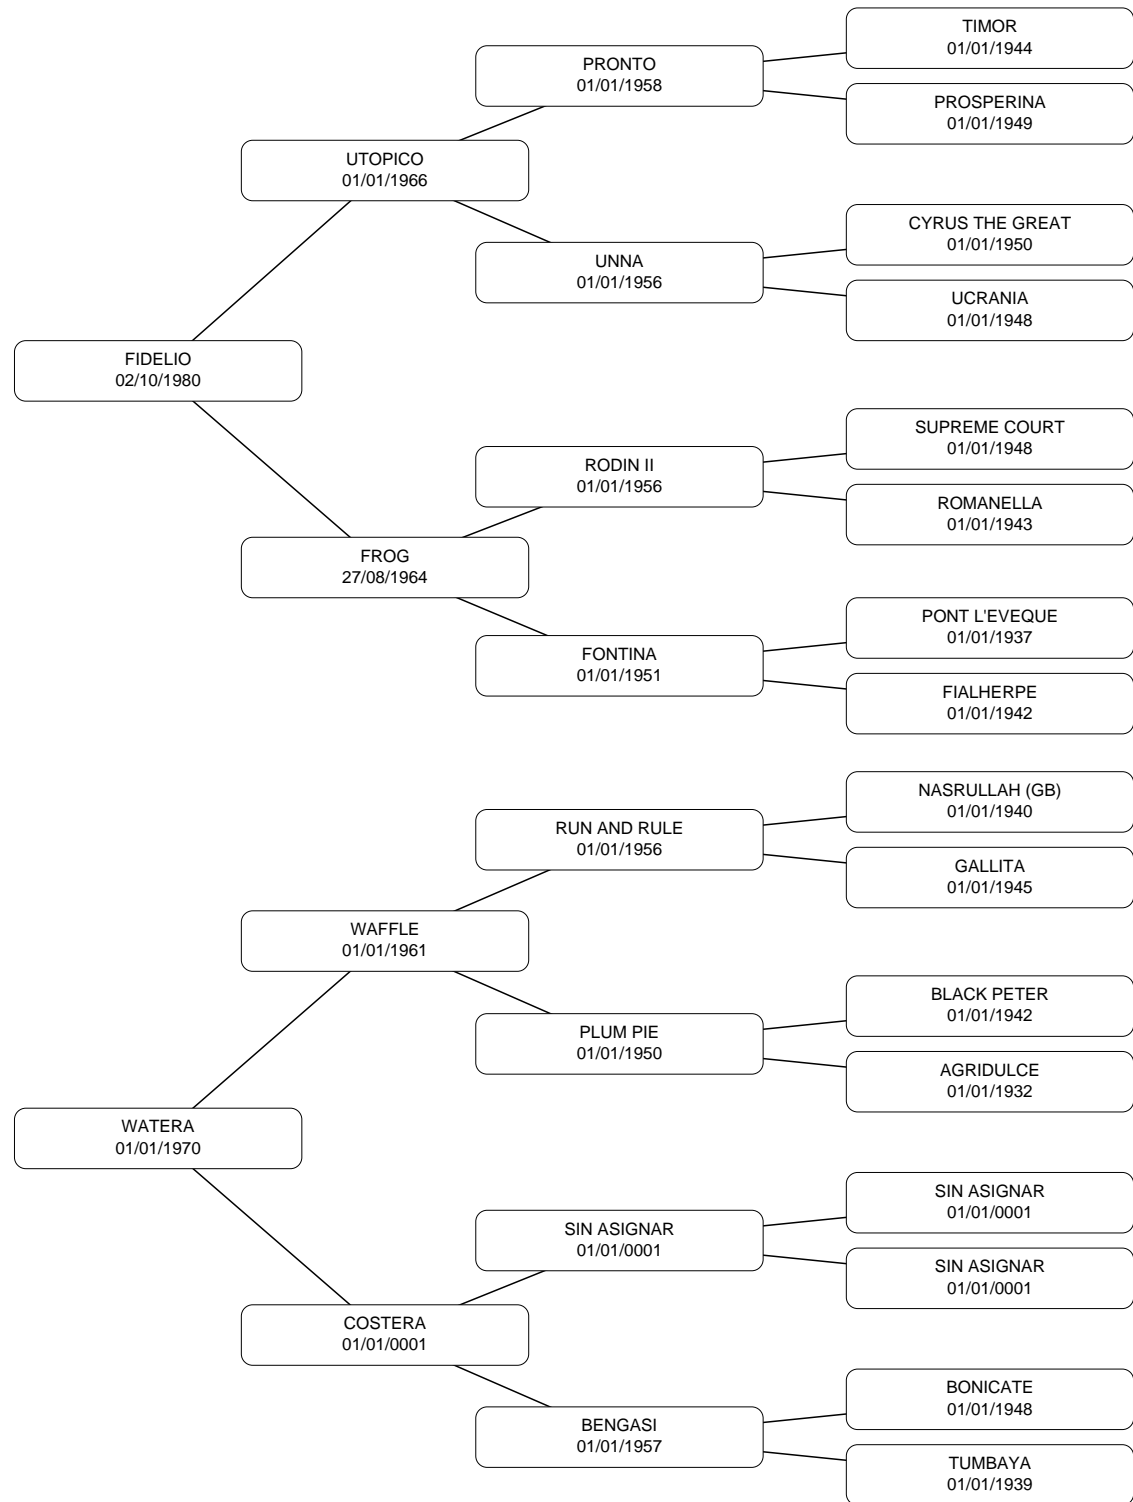 TIMOR
01/01/1944
PRONTO
01/01/1958
PROSPERINA
01/01/1949
UTOPICO
01/01/1966
CYRUS THE GREAT
01/01/1950
UNNA
01/01/1956
UCRANIA
01/01/1948
FIDELIO
02/10/1980
SUPREME COURT
01/01/1948
RODIN II
01/01/1956
ROMANELLA
01/01/1943
FROG
27/08/1964
PONT L'EVEQUE
01/01/1937
FONTINA
01/01/1951
FIALHERPE
01/01/1942
NASRULLAH (GB)
01/01/1940
RUN AND RULE
01/01/1956
GALLITA
01/01/1945
WAFFLE
01/01/1961
BLACK PETER
01/01/1942
PLUM PIE
01/01/1950
AGRIDULCE
01/01/1932
WATERA
01/01/1970
SIN ASIGNAR
01/01/0001
SIN ASIGNAR
01/01/0001
SIN ASIGNAR
01/01/0001
COSTERA
01/01/0001
BONICATE
01/01/1948
BENGASI
01/01/1957
TUMBAYA
01/01/1939